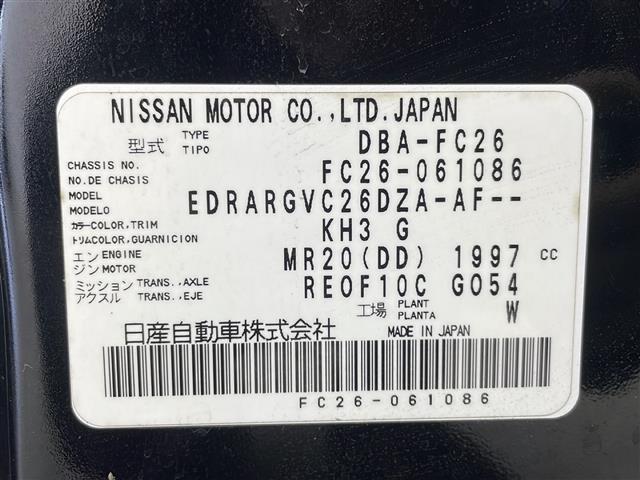 NISSAN MOTOR CO.,LTD.JAPAN
型式 TYPE TIPO DBA-FC26
CHASSIS NO. NO.DE CHASIS FC26-061086
MODEL MODELO EDRARGVC26DZA-AF--
カラー COLOR,TRIM トリム COLOR,GUARNICION KH3 G
エンジン ENGINE MOTOR MR20(DD) 1997 CC
ミッション アクスル TRANS.,AXLE TRANS.,EJE RE0F10C G054
工場 PLANT PLANTA W
日産自動車株式会社 MADE IN JAPAN
FC26-061086